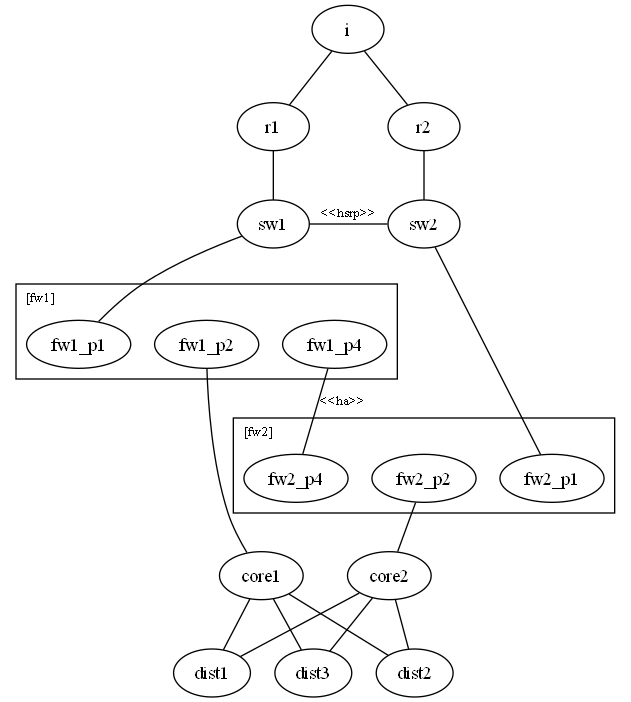 i
r1
r2
sw1
<<hsrp>>
sw2
[fw1]
fw1_p1
fw1_p2
fw1_p4
<<ha>>
[fw2]
fw2_p4
fw2_p2
fw2_p1
core1
core2
dist1
dist3
dist2